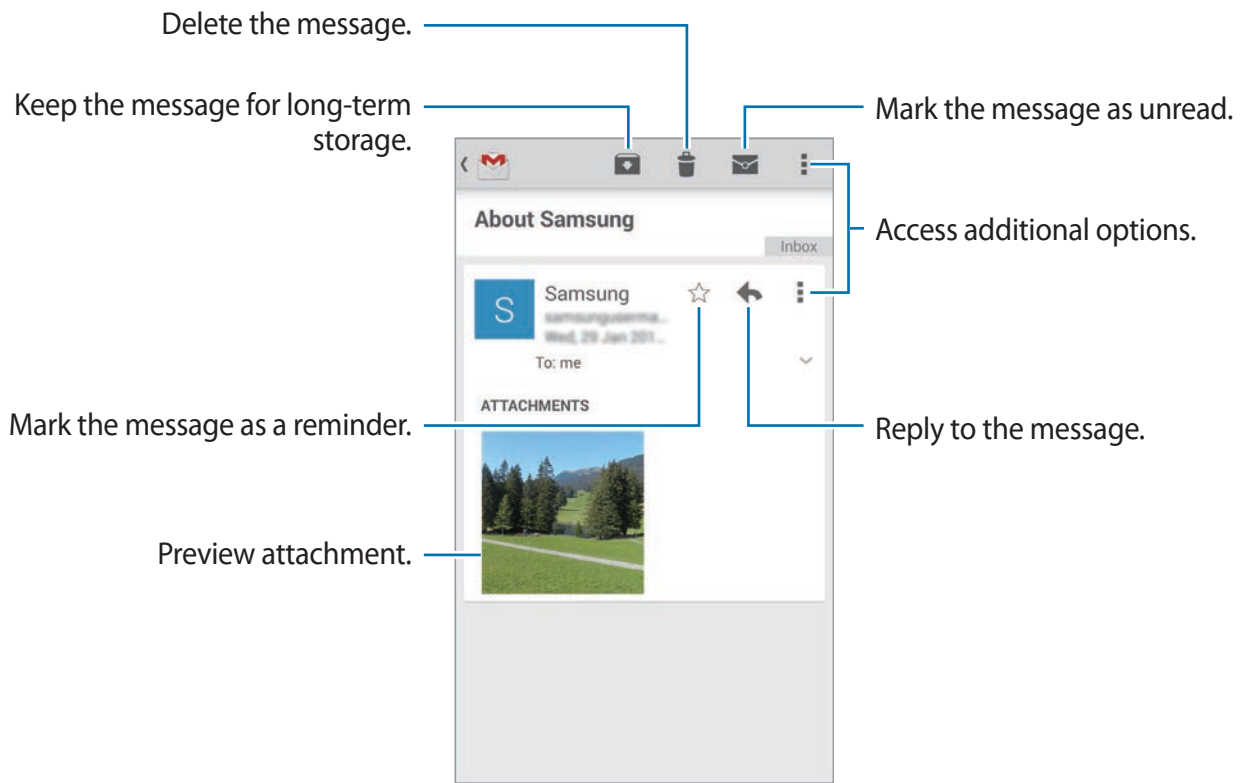 Delete the message.
Keep the message for long-term
storage.
Mark the message as unread.
About Samsung
Inbox
Access additional options.
S
Samsung
To: me
ATTACHMENTS
Mark the message as a reminder.
Reply to the message.
Preview attachment.